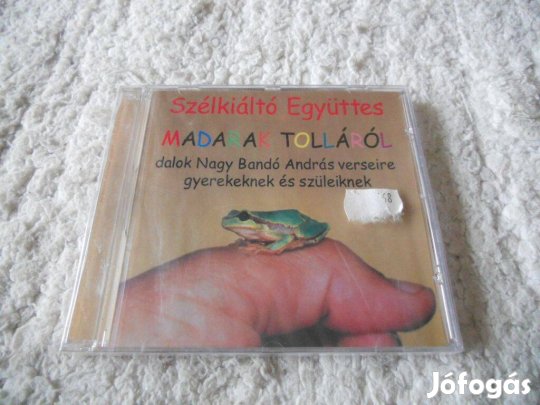 Szélkiáltó Együttes
MADARAK TOLLÁRÓL
dalok Nagy Bandó András verseire
gyerekeknek és szüleiknek
Jófogás